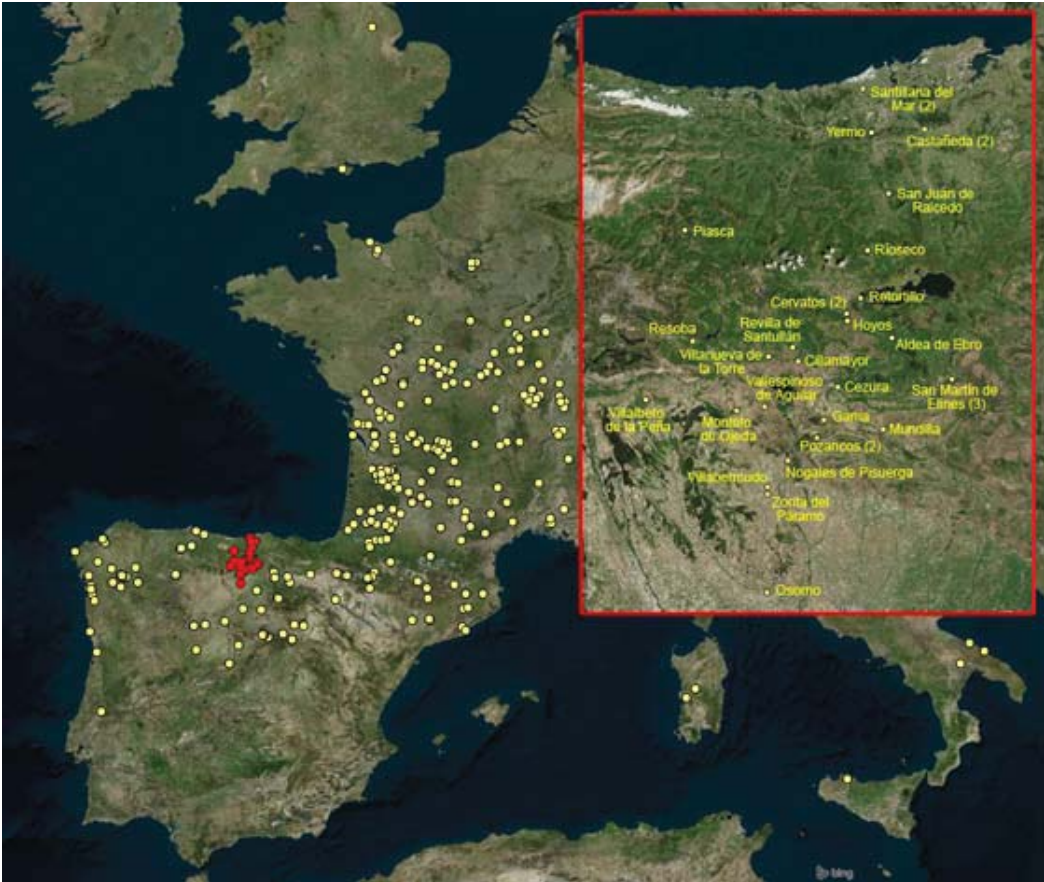 Santillana del
Mar (2)
Yermo
Castañeda (2)
San Juan de
Raicedo
Piasca
Ríoseco
Cervatos (2)
Retortillo
Hoyos
Resoba
Revilla de
Santullán
Aldea de Ebro
Villanueva de
la Torre
Cillamayor
Vallespinoso
de Aguilar
Cezura
San Martín de
Elines (3)
Villalbeto
de la Peña
Montoto
de Ojeda
Gama
Mundilla
Pozancos (2)
Nogales de Pisuerga
Villabermudo
Zorita del
Páramo
Osorno
bing